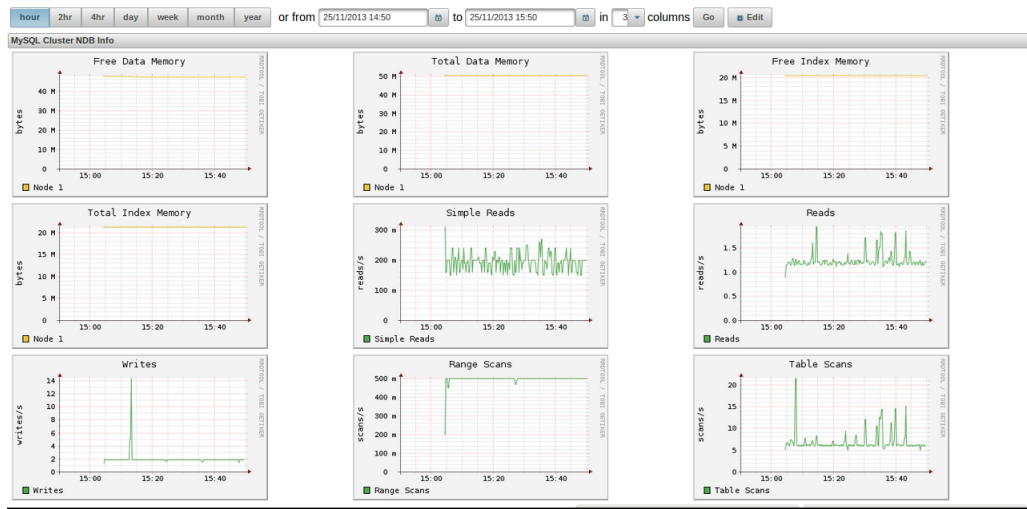 hour 2hr 4hr day week month year or from 25/11/2013 14:50 to 25/11/2013 15:50 in 3 columns Go Edit
MySQL Cluster NDB Info
Free Data Memory
bytes
40 M
30 M
20 M
10 M
0
15:00 15:20 15:40
Node 1
RRDTOOL / TOBI OETIKER
Total Data Memory
bytes
50 M
40 M
30 M
20 M
10 M
0
15:00 15:20 15:40
Node 1
RRDTOOL / TOBI OETIKER
Free Index Memory
bytes
20 M
15 M
10 M
5 M
0
15:00 15:20 15:40
Node 1
RRDTOOL / TOBI OETIKER
Total Index Memory
bytes
20 M
15 M
10 M
5 M
0
15:00 15:20 15:40
Node 1
RRDTOOL / TOBI OETIKER
Simple Reads
reads/s
300 m
200 m
100 m
0
15:00 15:20 15:40
Simple Reads
RRDTOOL / TOBI OETIKER
Reads
reads/s
1.5
1.0
0.5
0.0
15:00 15:20 15:40
Reads
RRDTOOL / TOBI OETIKER
Writes
writes/s
14
12
10
8
6
4
2
0
15:00 15:20 15:40
Writes
RRDTOOL / TOBI OETIKER
Range Scans
scans/s
500 m
400 m
300 m
200 m
100 m
0
15:00 15:20 15:40
Range Scans
RRDTOOL / TOBI OETIKER
Table Scans
scans/s
20
15
10
5
0
15:00 15:20 15:40
Table Scans
RRDTOOL / TOBI OETIKER